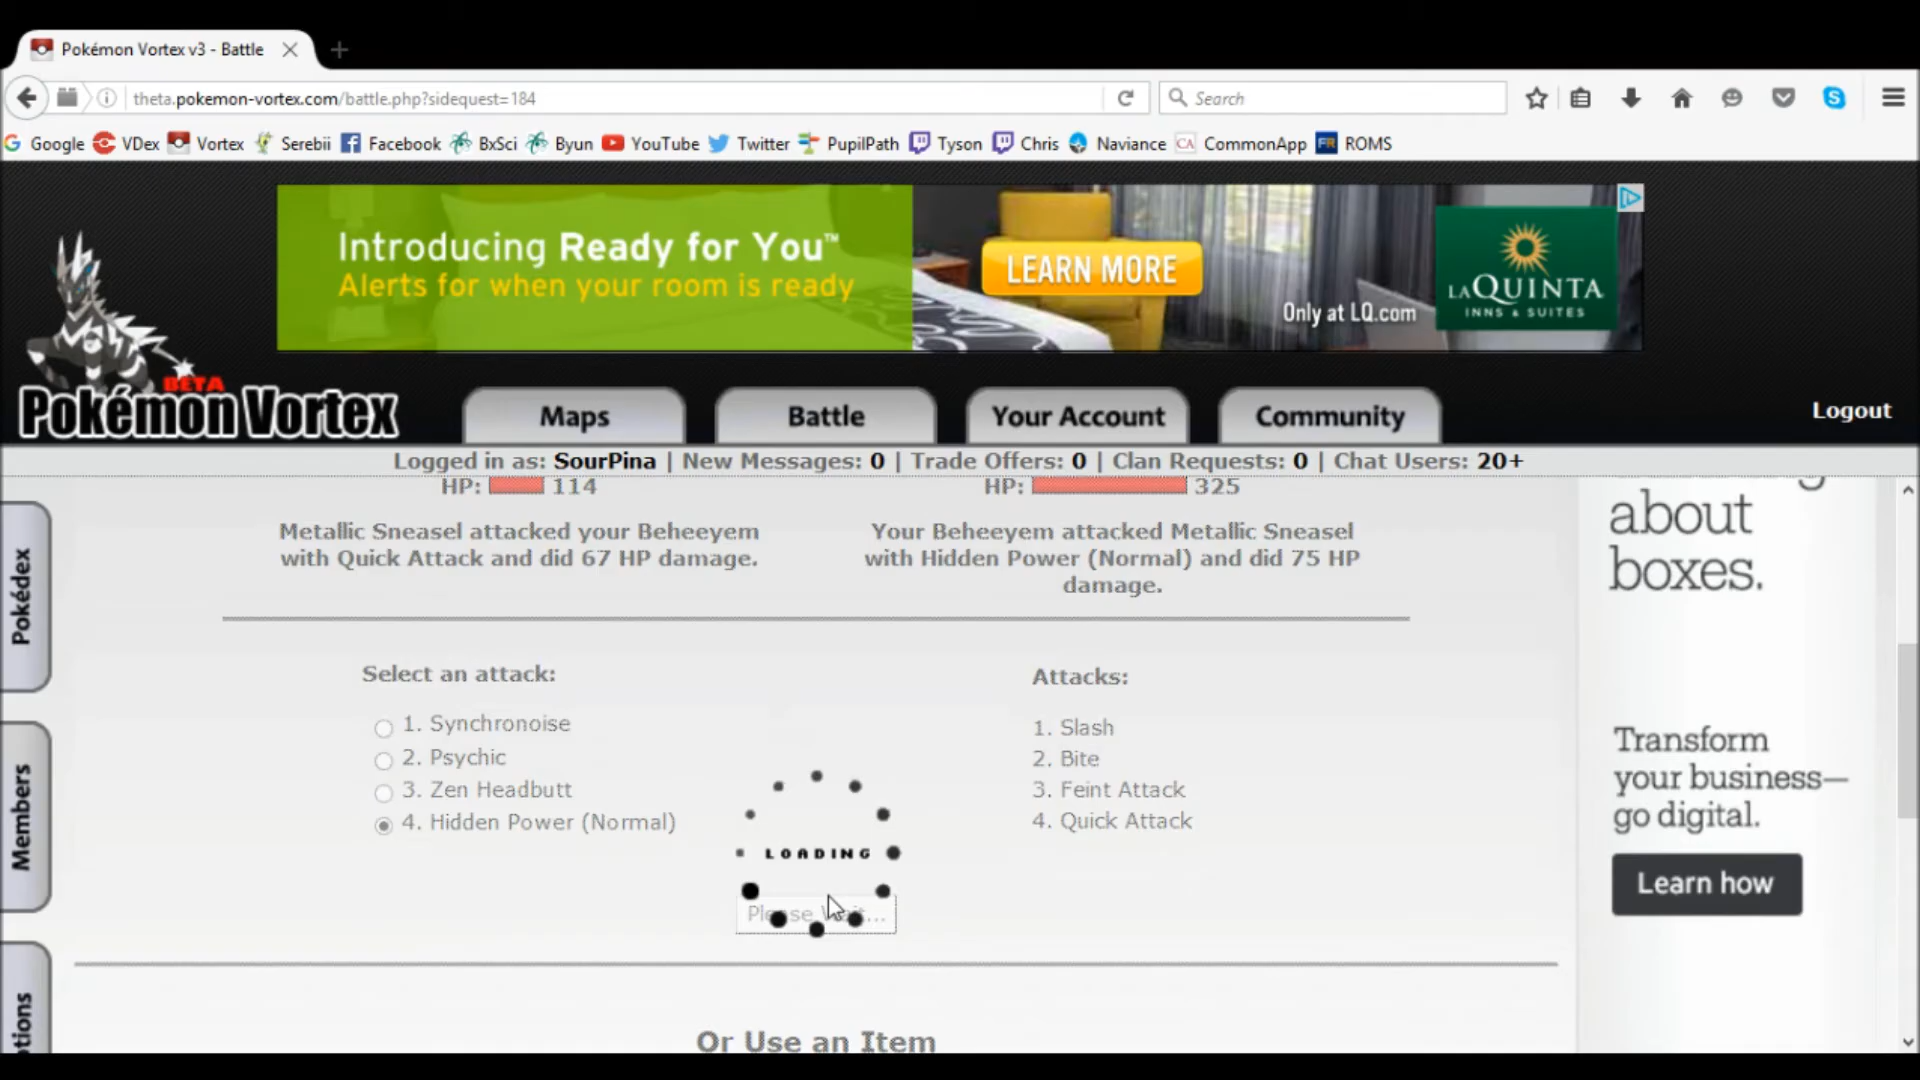 Pokémon Vortex v3 - Battle
theta.pokemon-vortex.com/battle.php?sidequest=184
Search
Google VDex Vortex Serebii Facebook BxSci Byun YouTube Twitter PupilPath Tyson Chris Naviance CA CommonApp FR ROMS
Introducing Ready for You™
Alerts for when your room is ready
LEARN MORE
Only at LQ.com
LAQUINTA
INNS & SUITES
BETA
Pokémon Vortex
Maps
Battle
Your Account
Community
Logout
Logged in as: SourPina | New Messages: 0 | Trade Offers: 0 | Clan Requests: 0 | Chat Users: 20+
HP: 114
HP: 325
Metallic Sneasel attacked your Beheeyem
with Quick Attack and did 67 HP damage.
Your Beheeyem attacked Metallic Sneasel
with Hidden Power (Normal) and did 75 HP
damage.
Select an attack:
1. Synchronoise
2. Psychic
3. Zen Headbutt
4. Hidden Power (Normal)
Attacks:
1. Slash
2. Bite
3. Feint Attack
4. Quick Attack
LOADING
Please Wait...
Or Use an Item
Pokédex
Members
about
boxes.
Transform
your business—
go digital.
Learn how